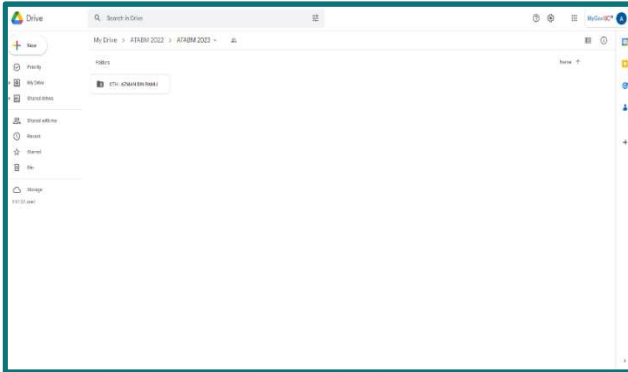 Drive
Search in Drive
MyGovUC
A
New
My Drive > ATABM 2022 > ATABM 2023
Priority
Folders
Name
My Drive
Shared drives
Shared with me
Recent
Starred
Bin
Storage